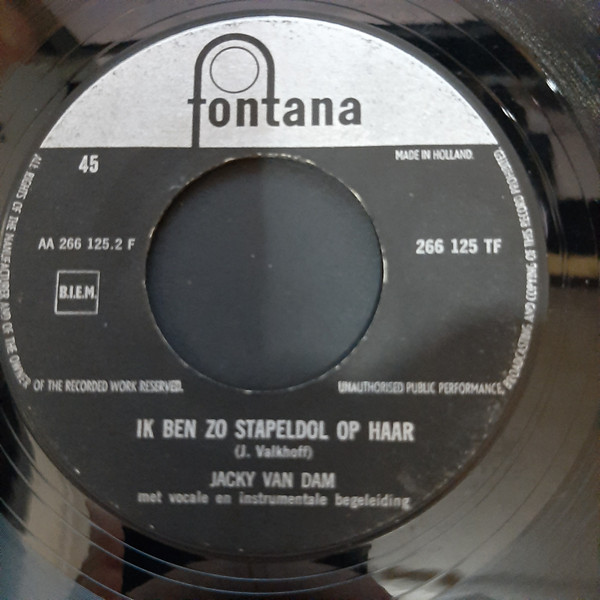 fontana
45
MADE IN HOLLAND.
AA 266 125.2 F
266 125 TF
B.I.E.M.
ALL RIGHTS OF THE MANUFACTURER AND OF THE OWNER OF THE RECORDED WORK RESERVED.
UNAUTHORISED PUBLIC PERFORMANCE, BROADCASTING AND COPYING OF THIS RECORD PROHIBITED.
IK BEN ZO STAPELDOL OP HAAR
(J. Valkhoff)
JACKY VAN DAM
met vocale en instrumentale begeleiding